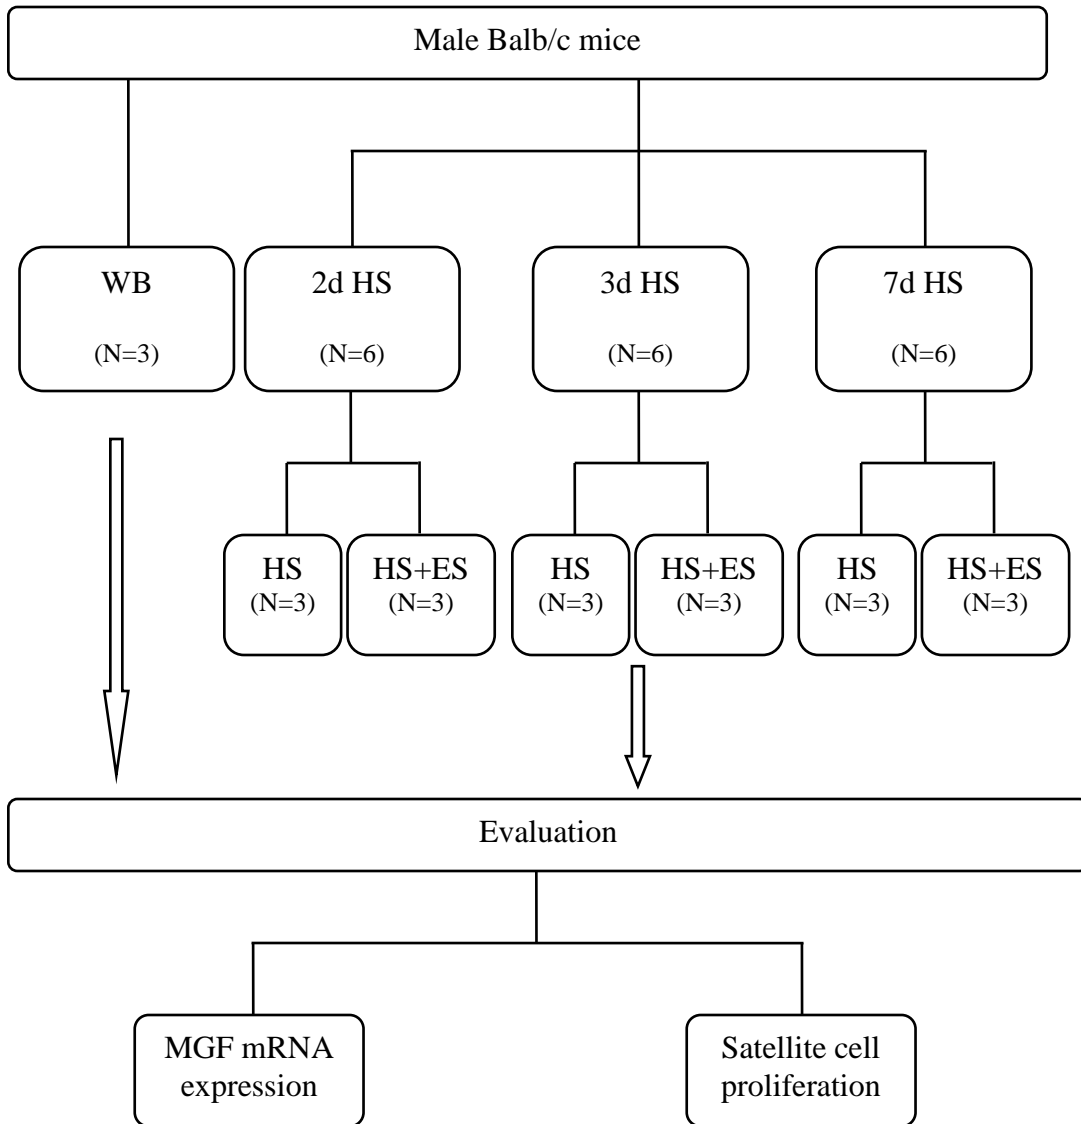 Male Balb/c mice
WB
(N=3)
2d HS
(N=6)
3d HS
(N=6)
7d HS
(N=6)
HS
(N=3)
HS+ES
(N=3)
HS
(N=3)
HS+ES
(N=3)
HS
(N=3)
HS+ES
(N=3)
Evaluation
MGF mRNA
expression
Satellite cell
proliferation